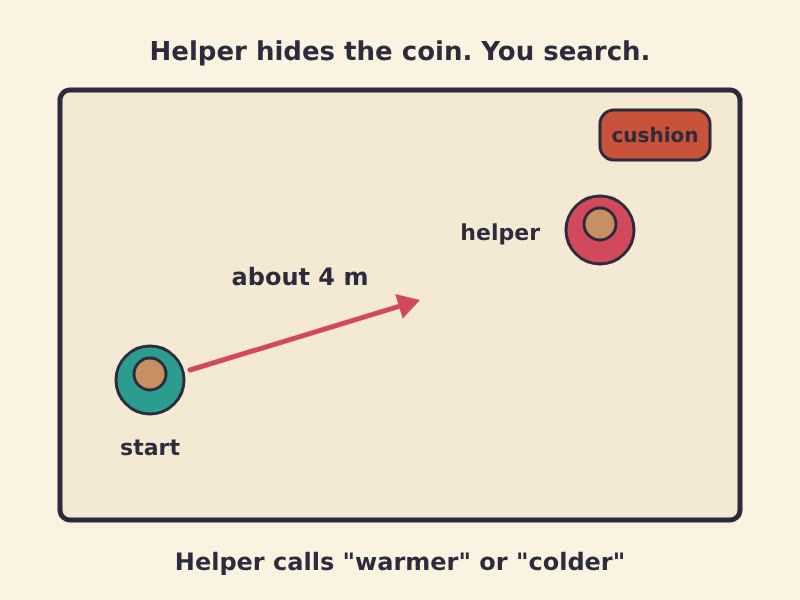 Helper hides the coin. You search.
cushion
helper
about 4 m
start
Helper calls "warmer" or "colder"